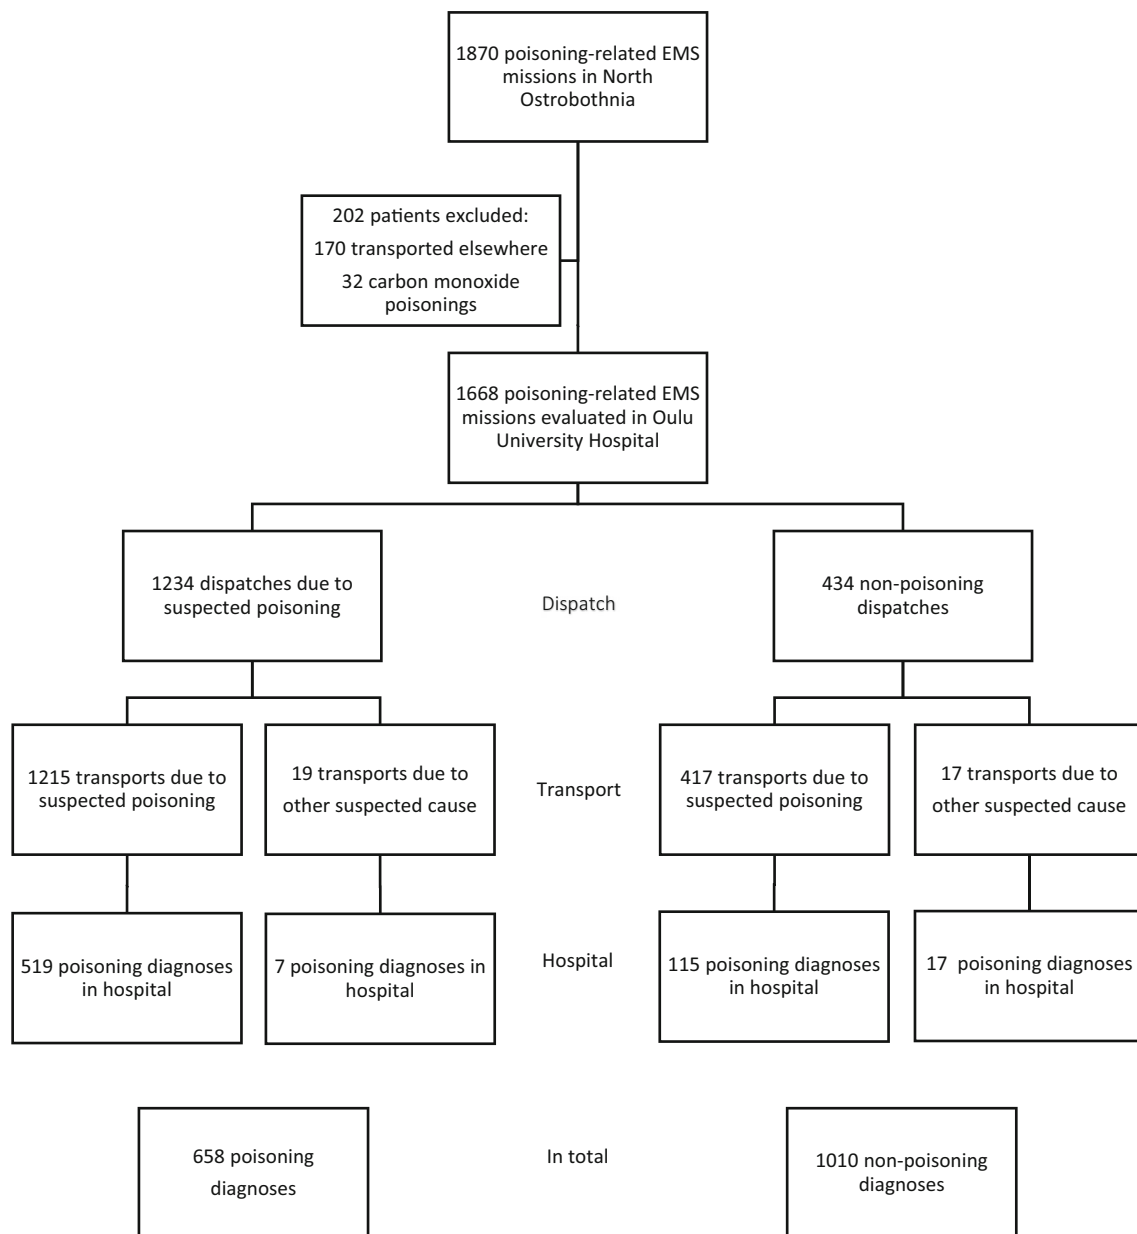 1870 poisoning-related EMS
missions in North
Ostrobothnia
202 patients excluded:
170 transported elsewhere
32 carbon monoxide
poisonings
1668 poisoning-related EMS
missions evaluated in Oulu
University Hospital
1234 dispatches due to
suspected poisoning
Dispatch
434 non-poisoning
dispatches
1215 transports due to
suspected poisoning
19 transports due to
other suspected cause
Transport
417 transports due to
suspected poisoning
17 transports due to
other suspected cause
519 poisoning diagnoses
in hospital
7 poisoning diagnoses in
hospital
Hospital
115 poisoning diagnoses
in hospital
17 poisoning diagnoses
in hospital
658 poisoning
diagnoses
In total
1010 non-poisoning
diagnoses